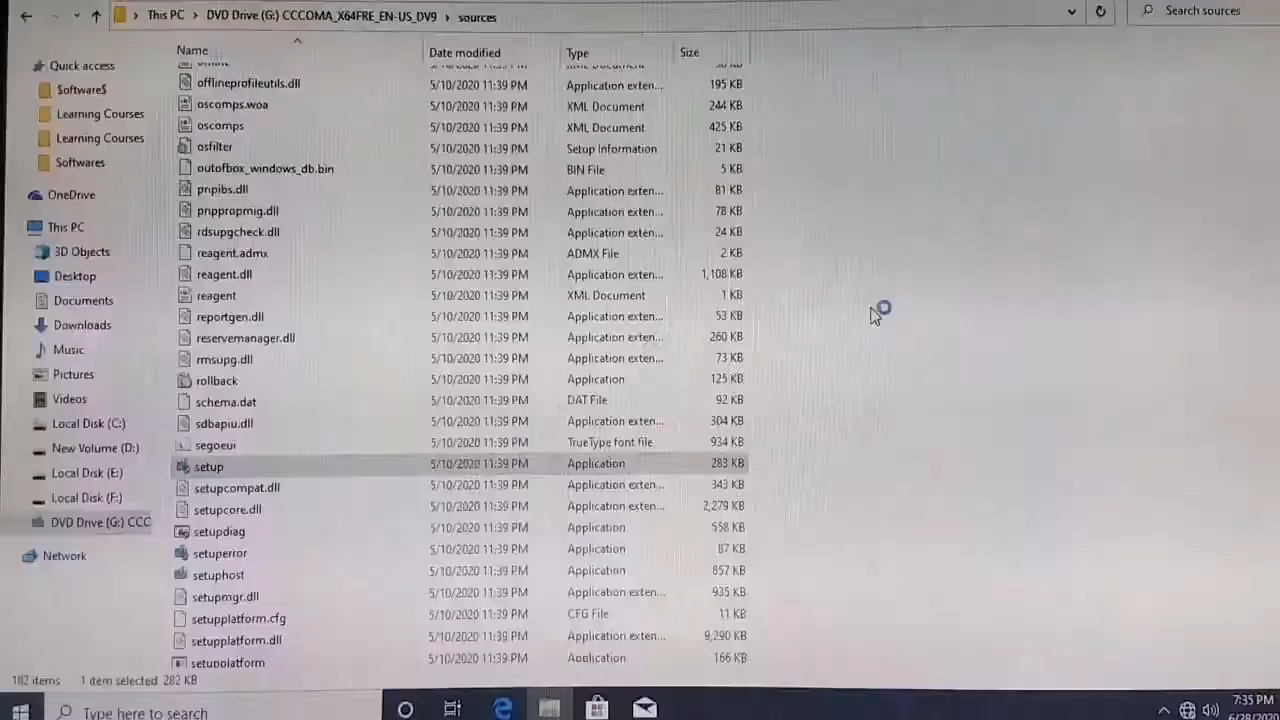 This PC > DVD Drive (G:) CCCOMA_X64FRE_EN-US_DV9 > sources
Search sources
Name Date modified Type Size
Quick access
Software$
Learning Courses
Learning Courses
Softwares
OneDrive
This PC
3D Objects
Desktop
Documents
Downloads
Music
Pictures
Videos
Local Disk (C:)
New Volume (D:)
Local Disk (E:)
Local Disk (F:)
DVD Drive (G:) CCC
Network
offlineprofileutils.dll 5/10/2020 11:39 PM Application exten... 195 KB
oscomps.woa 5/10/2020 11:39 PM XML Document 244 KB
oscomps 5/10/2020 11:39 PM XML Document 425 KB
osfilter 5/10/2020 11:39 PM Setup Information 21 KB
outofbox_windows_db.bin 5/10/2020 11:39 PM BIN File 5 KB
pnpibs.dll 5/10/2020 11:39 PM Application exten... 81 KB
pnppropmig.dll 5/10/2020 11:39 PM Application exten... 78 KB
rdsupgcheck.dll 5/10/2020 11:39 PM Application exten... 24 KB
reagent.admx 5/10/2020 11:39 PM ADMX File 2 KB
reagent.dll 5/10/2020 11:39 PM Application exten... 1,108 KB
reagent 5/10/2020 11:39 PM XML Document 1 KB
reportgen.dll 5/10/2020 11:39 PM Application exten... 53 KB
reservemanager.dll 5/10/2020 11:39 PM Application exten... 260 KB
rmsupg.dll 5/10/2020 11:39 PM Application exten... 73 KB
rollback 5/10/2020 11:39 PM Application 125 KB
schema.dat 5/10/2020 11:39 PM DAT File 92 KB
sdbapiu.dll 5/10/2020 11:39 PM Application exten... 304 KB
segoeui 5/10/2020 11:39 PM TrueType font file 934 KB
setup 5/10/2020 11:39 PM Application 283 KB
setupcompat.dll 5/10/2020 11:39 PM Application exten... 343 KB
setupcore.dll 5/10/2020 11:39 PM Application exten... 2,279 KB
setupdiag 5/10/2020 11:39 PM Application 558 KB
setuperror 5/10/2020 11:39 PM Application 87 KB
setuphost 5/10/2020 11:39 PM Application 857 KB
setupmgr.dll 5/10/2020 11:39 PM Application exten... 935 KB
setupplatform.cfg 5/10/2020 11:39 PM CFG File 11 KB
setupplatform.dll 5/10/2020 11:39 PM Application exten... 9,290 KB
setupplatform 5/10/2020 11:39 PM Application 166 KB
182 items 1 item selected 282 KB
Type here to search
7:35 PM